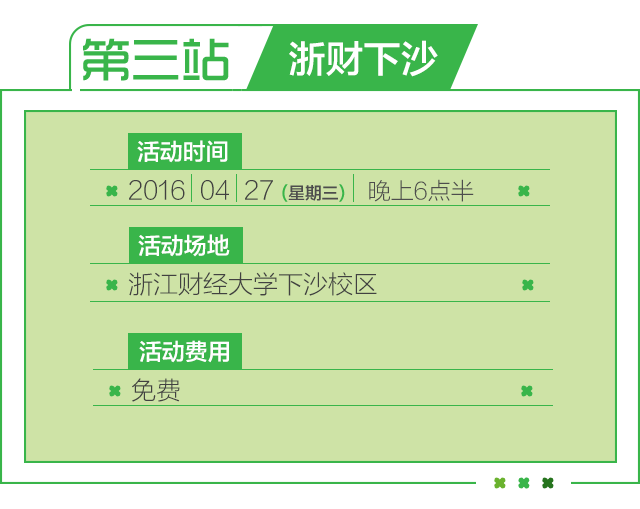 第三站 浙财下沙
活动时间
2016 04 27 (星期三) 晚上6点半
活动场地
浙江财经大学下沙校区
活动费用
免费